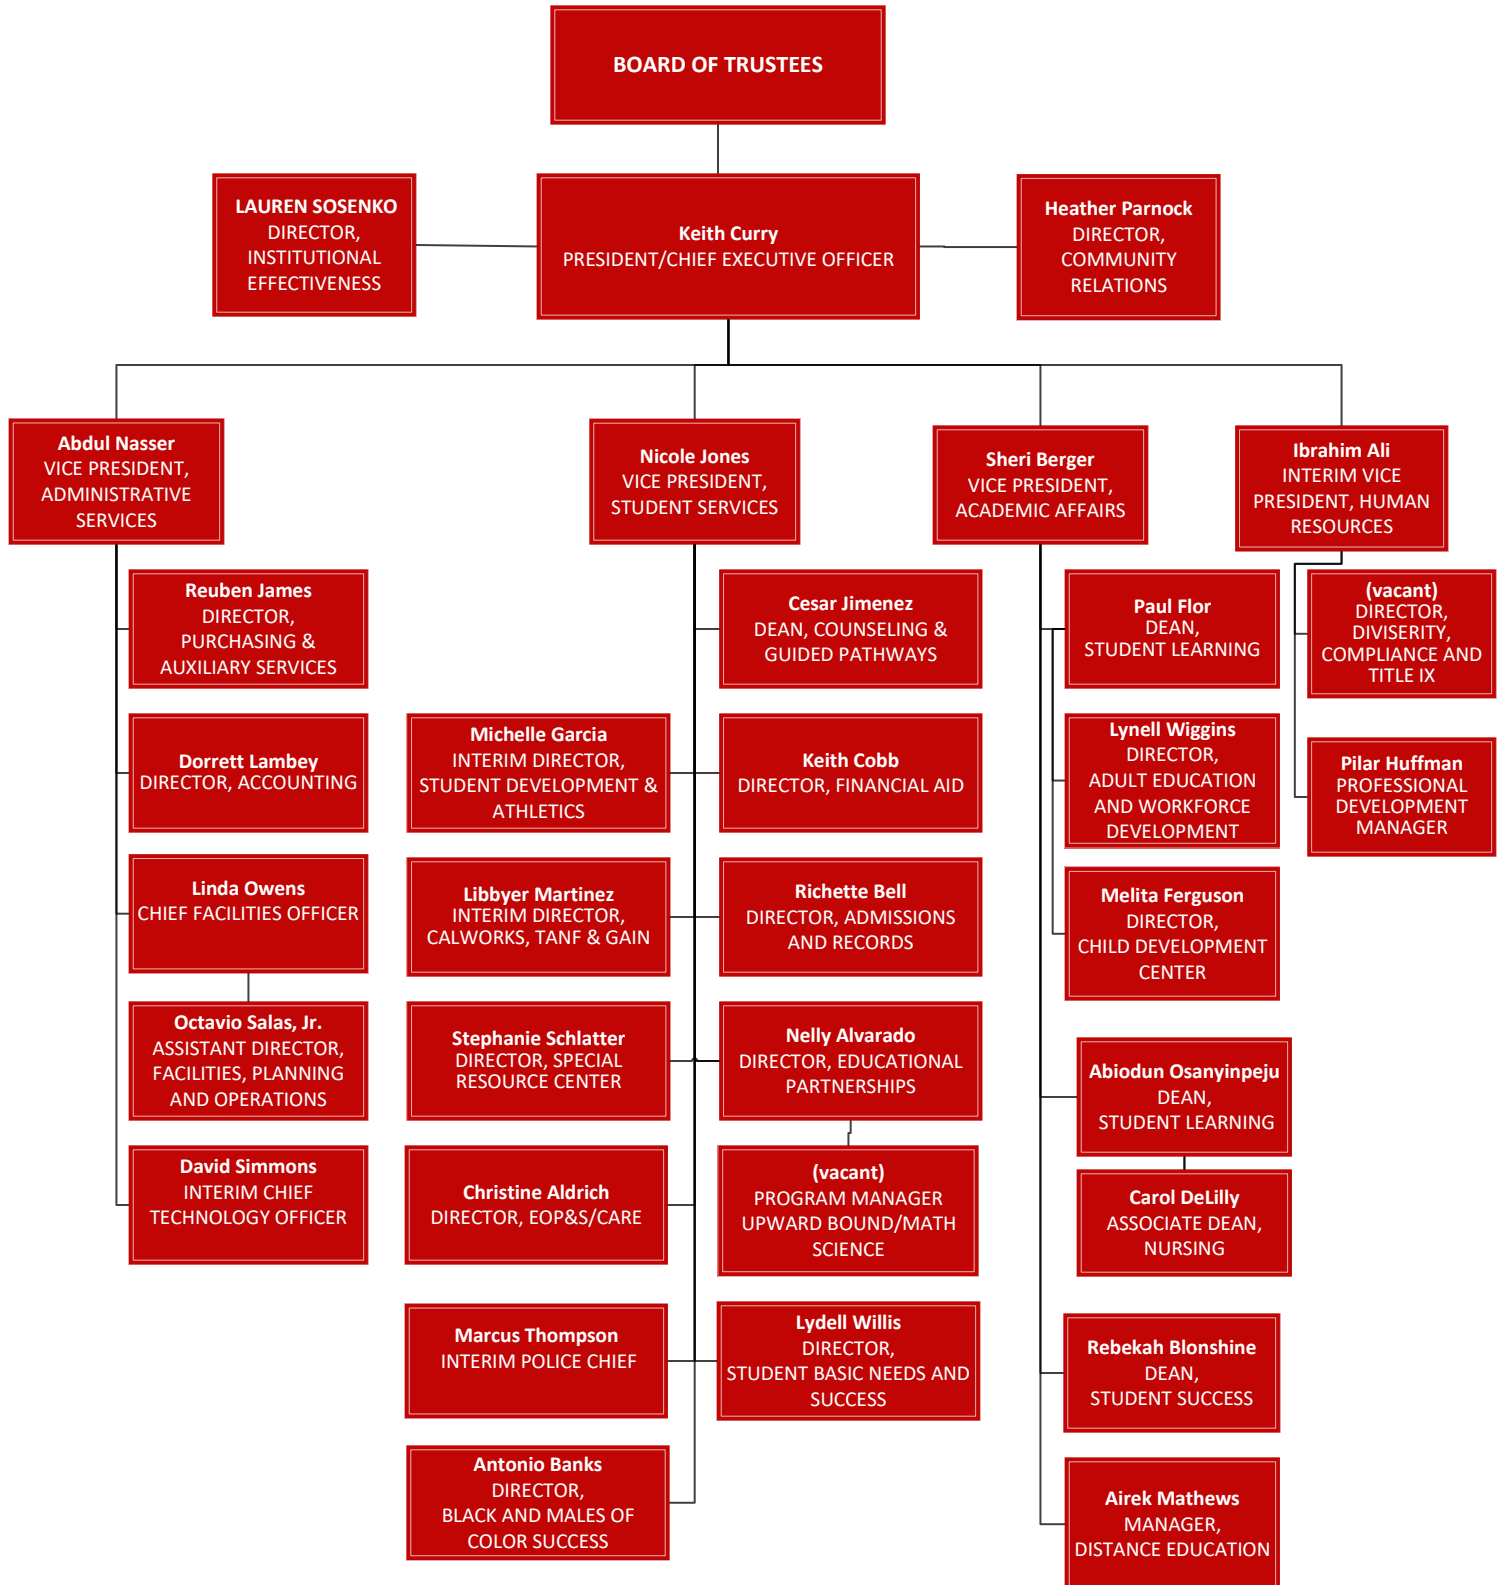 BOARD OF TRUSTEES
LAUREN SOSENKO
DIRECTOR,
INSTITUTIONAL
EFFECTIVENESS
Keith Curry
PRESIDENT/CHIEF EXECUTIVE OFFICER
Heather Parnock
DIRECTOR,
COMMUNITY
RELATIONS
Abdul Nasser
VICE PRESIDENT,
ADMINISTRATIVE
SERVICES
Nicole Jones
VICE PRESIDENT,
STUDENT SERVICES
Sheri Berger
VICE PRESIDENT,
ACADEMIC AFFAIRS
Ibrahim Ali
INTERIM VICE
PRESIDENT, HUMAN
RESOURCES
Reuben James
DIRECTOR,
PURCHASING &
AUXILIARY SERVICES
Cesar Jimenez
DEAN, COUNSELING &
GUIDED PATHWAYS
Paul Flor
DEAN,
STUDENT LEARNING
(vacant)
DIRECTOR,
DIVISERITY,
COMPLIANCE AND
TITLE IX
Dorrett Lambey
DIRECTOR, ACCOUNTING
Michelle Garcia
INTERIM DIRECTOR,
STUDENT DEVELOPMENT &
ATHLETICS
Keith Cobb
DIRECTOR, FINANCIAL AID
Lynell Wiggins
DIRECTOR,
ADULT EDUCATION
AND WORKFORCE
DEVELOPMENT
Pilar Huffman
PROFESSIONAL
DEVELOPMENT
MANAGER
Linda Owens
CHIEF FACILITIES OFFICER
Libbyer Martinez
INTERIM DIRECTOR,
CALWORKS, TANF & GAIN
Richette Bell
DIRECTOR, ADMISSIONS
AND RECORDS
Melita Ferguson
DIRECTOR,
CHILD DEVELOPMENT
CENTER
Octavio Salas, Jr.
ASSISTANT DIRECTOR,
FACILITIES, PLANNING
AND OPERATIONS
Stephanie Schlatter
DIRECTOR, SPECIAL
RESOURCE CENTER
Nelly Alvarado
DIRECTOR, EDUCATIONAL
PARTNERSHIPS
Abiodun Osanyinpeju
DEAN,
STUDENT LEARNING
David Simmons
INTERIM CHIEF
TECHNOLOGY OFFICER
Christine Aldrich
DIRECTOR, EOP&S/CARE
(vacant)
PROGRAM MANAGER
UPWARD BOUND/MATH
SCIENCE
Carol DeLilly
ASSOCIATE DEAN,
NURSING
Marcus Thompson
INTERIM POLICE CHIEF
Lydell Willis
DIRECTOR,
STUDENT BASIC NEEDS AND
SUCCESS
Rebekah Blonshine
DEAN,
STUDENT SUCCESS
Antonio Banks
DIRECTOR,
BLACK AND MALES OF
COLOR SUCCESS
Airek Mathews
MANAGER,
DISTANCE EDUCATION